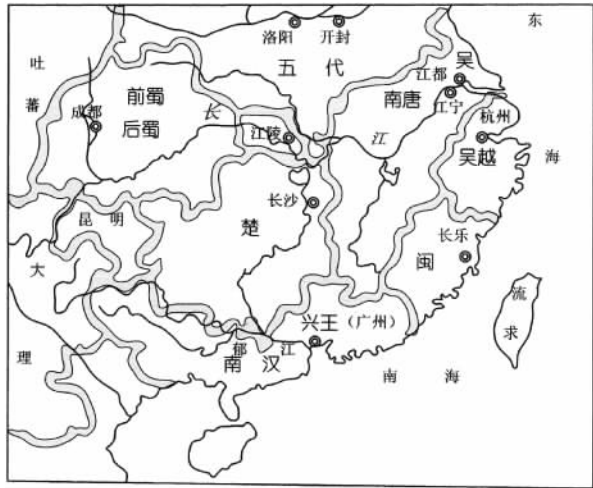 东
洛阳 开封
五代
吐蕃
前蜀
后蜀
成都
长江
江陵
吴
江都
南唐
江宁
杭州
吴越
海
长沙
楚
昆明
大理
长乐
闽
流求
兴王（广州）
郁江
南汉
南海